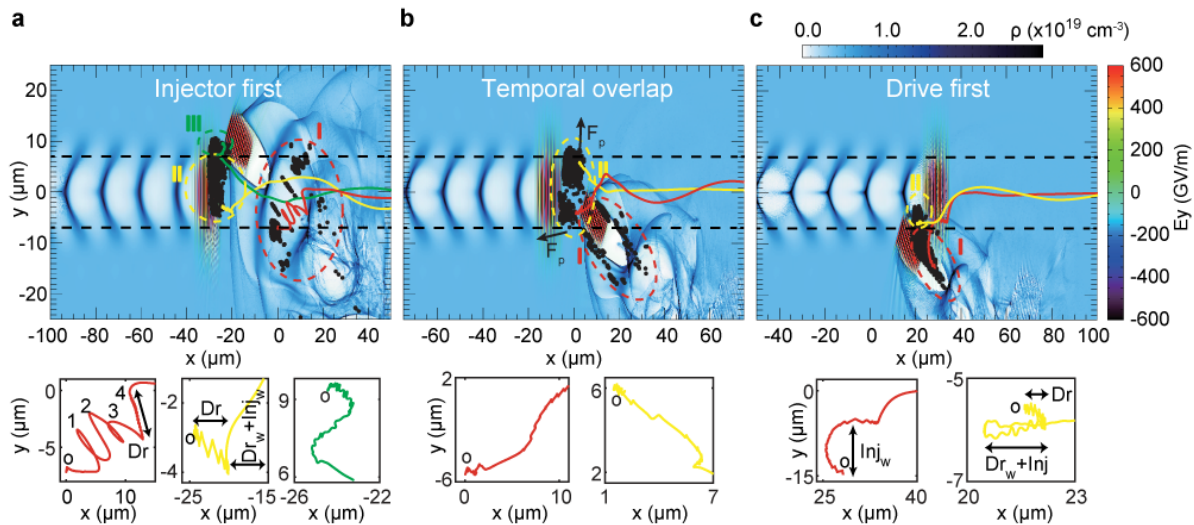 a
b
c
0.0 1.0 2.0 ρ (x10¹⁹ cm⁻³)
Injector first
Temporal overlap
Drive first
20
10
0
-10
-20
y (µm)
III
II
I
Fₚ
Fₚ
II
I
II
I
600
400
200
0
-200
-400
-600
Ey (GV/m)
-100 -80 -60 -40 -20 0 20 40
x (µm)
-60 -40 -20 0 20 40 60
x (µm)
-40 -20 0 20 40 60 80 100
x (µm)
0
-5
y (µm)
o
1
2
3
4
Dr
0 10
x (µm)
-2
-4
o
Dr
Dr_w+Inj_w
-25 -15
x (µm)
9
6
o
-26 -22
x (µm)
2
-6
y (µm)
o
0 10
x (µm)
6
2
o
1 7
x (µm)
0
-15
y (µm)
o
Inj_w
25 40
x (µm)
-5
-7
o
Dr
Dr_w+Inj
20 23
x (µm)